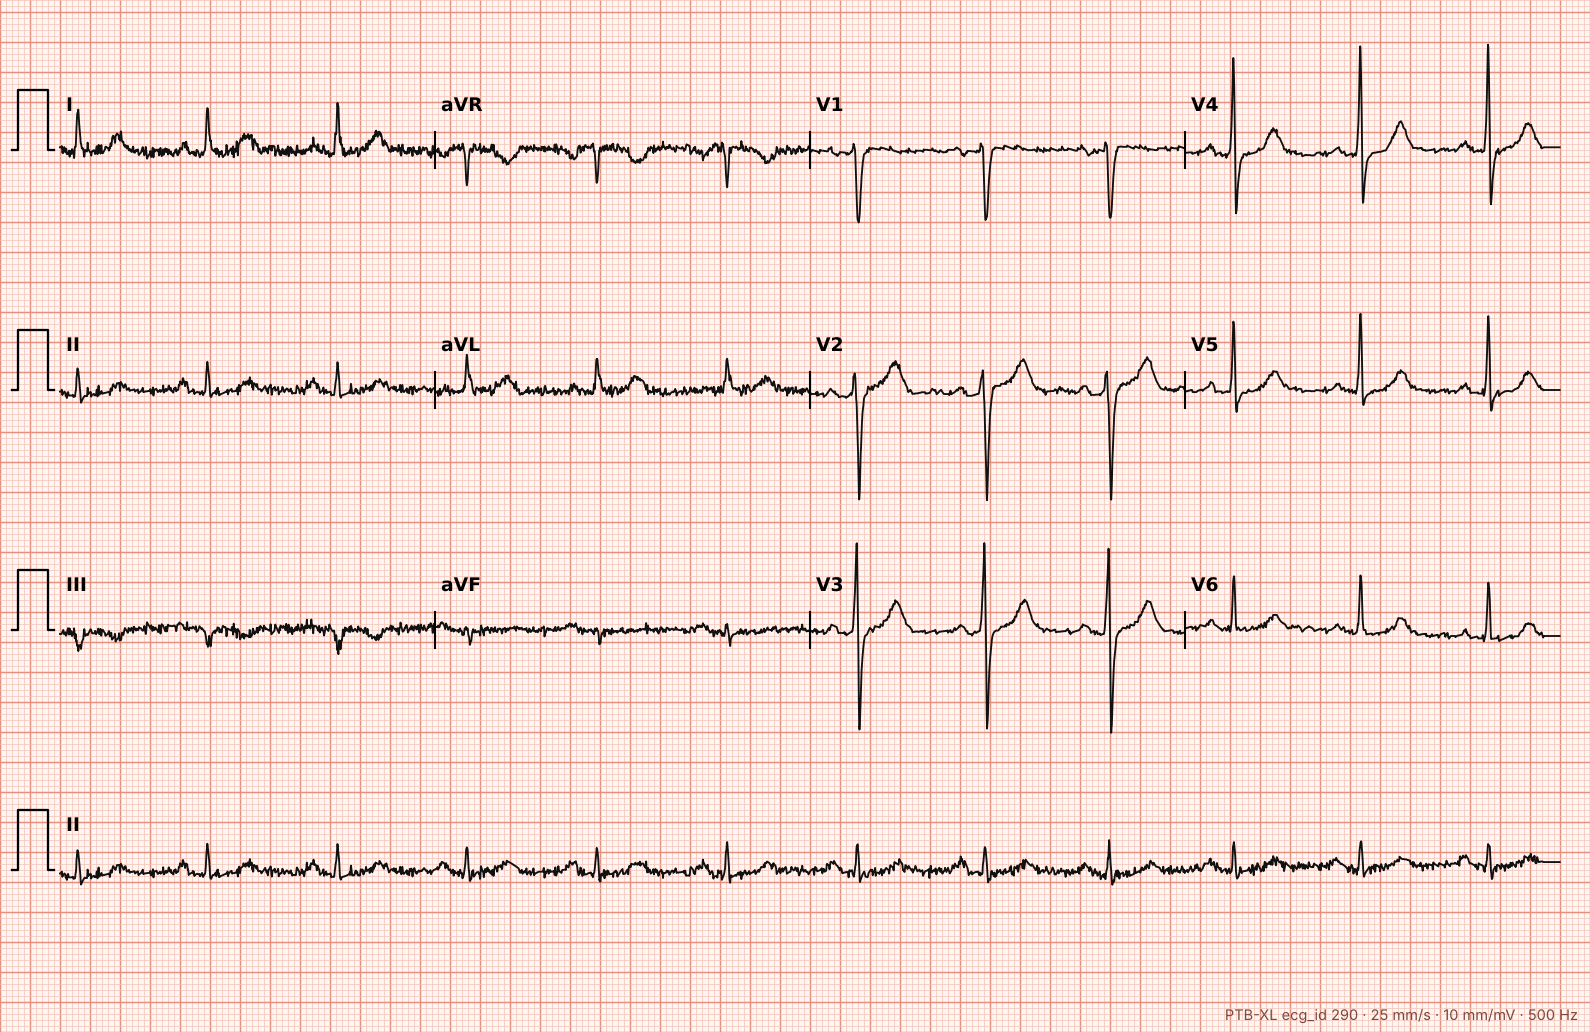 I aVR V1 V4
II aVL V2 V5
III aVF V3 V6
II
PTB-XL ecg_id 290 · 25 mm/s · 10 mm/mV · 500 Hz